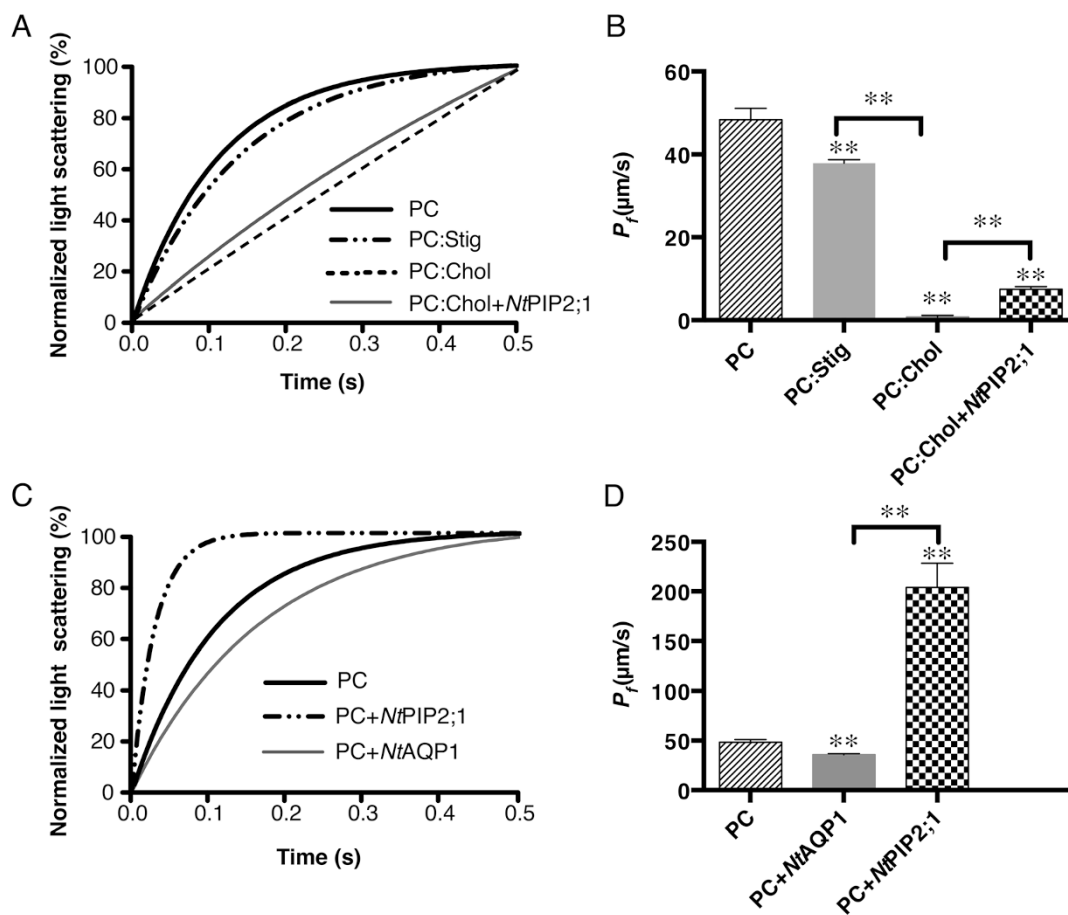 A
Normalized light scattering (%)
100
80
60
40
20
0
0.0 0.1 0.2 0.3 0.4 0.5
Time (s)
PC
PC:Stig
PC:Chol
PC:Chol+NtPIP2;1
B
Pf(µm/s)
60
40
20
0
**
**
**
**
**
PC
PC:Stig
PC:Chol
PC:Chol+NtPIP2;1
C
Normalized light scattering (%)
100
80
60
40
20
0
0.0 0.1 0.2 0.3 0.4 0.5
Time (s)
PC
PC+NtPIP2;1
PC+NtAQP1
D
Pf(µm/s)
250
200
150
100
50
0
**
**
**
PC
PC+NtAQP1
PC+NtPIP2;1